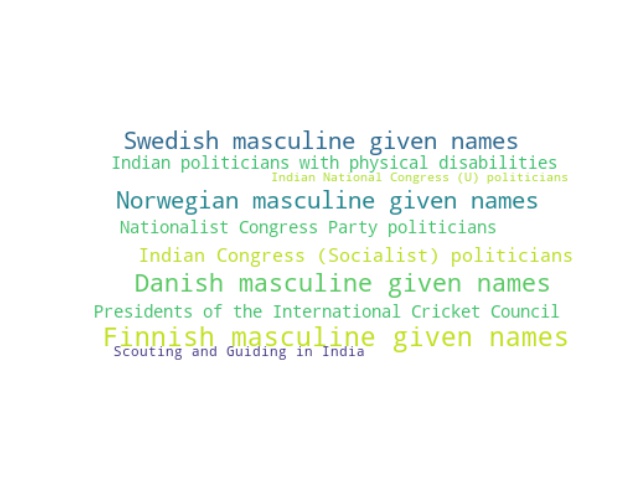 Swedish masculine given names
Indian politicians with physical disabilities
Indian National Congress (U) politicians
Norwegian masculine given names
Nationalist Congress Party politicians
Indian Congress (Socialist) politicians
Danish masculine given names
Presidents of the International Cricket Council
Finnish masculine given names
Scouting and Guiding in India